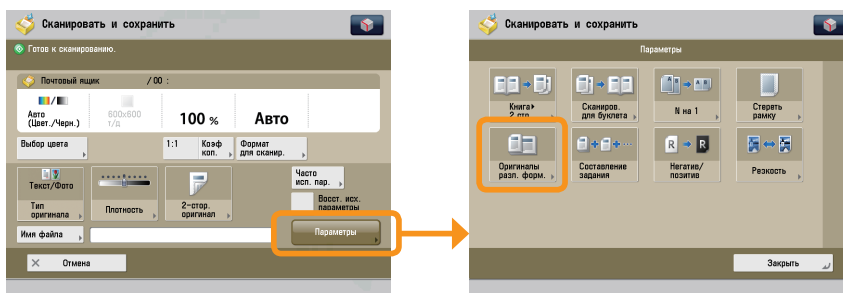 Сканировать и сохранить
Готов к сканированию.
Почтовый ящик / 00 :
Авто
(Цвет./Черн.)
600x600
т/д
100 %
Авто
Выбор цвета
1:1
Коэф
коп.
Формат
для сканир.
Текст/Фото
Тип
оригинала
Плотность
2-стор.
оригинал
Часто
исп. пар.
Восст. исх.
параметры
Имя файла
Параметры
Отмена
Сканировать и сохранить
Параметры
Книга
2 стр.
Сканиров.
для буклета
N на 1
Стереть
рамку
Оригиналы
разл. форм.
Составление
задания
R
R
Негатив/
позитив
Резкость
Закрыть